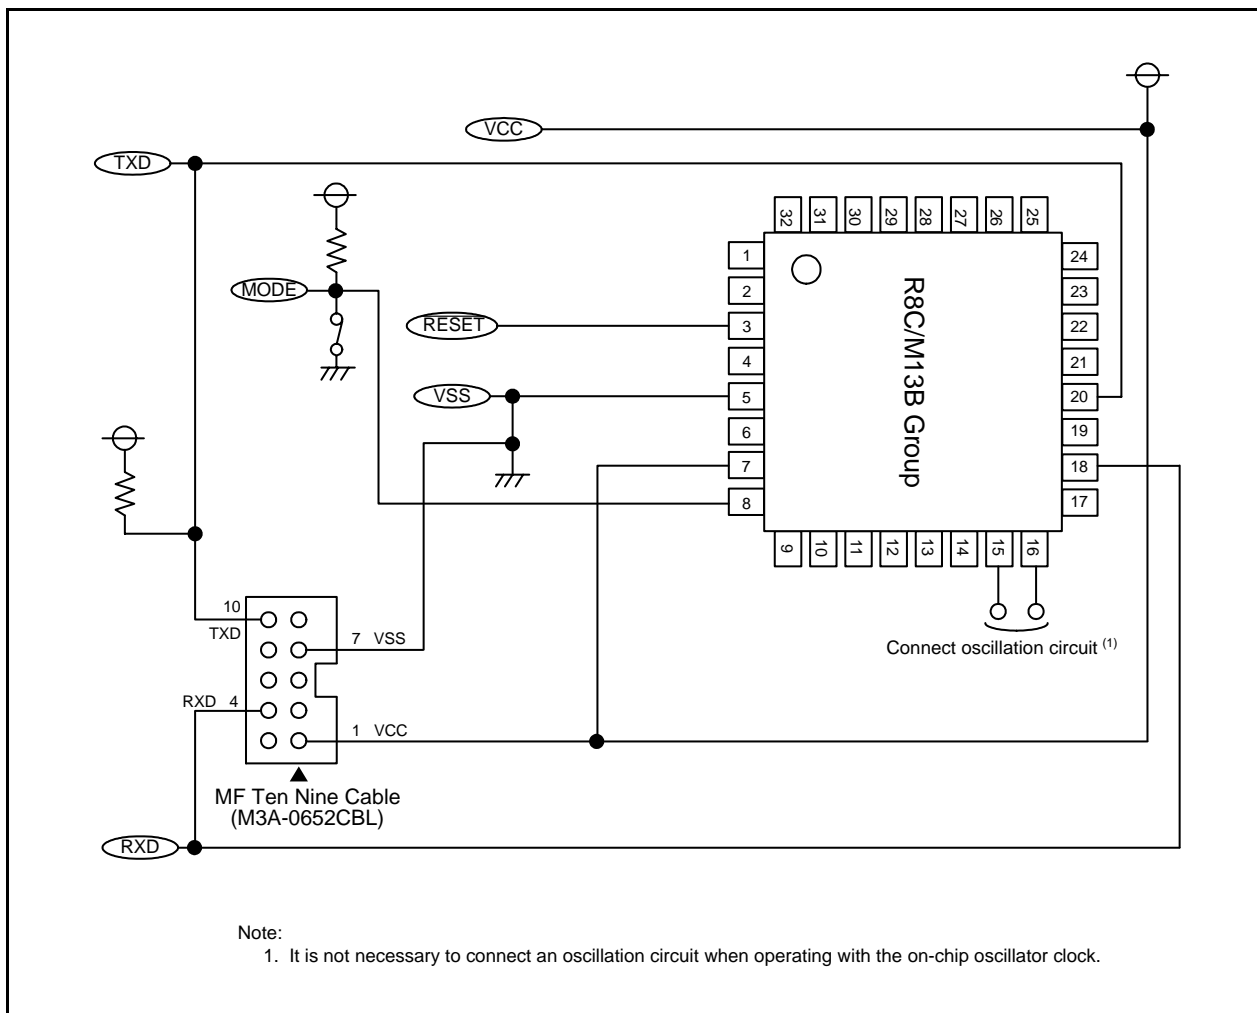 VCC
TXD
32 31 30 29 28 27 26 25
1 24
MODE
2 23
RESET
3 22
4 21
VSS
5 20
6 19
7 18
8 17
R8C/M13B Group
9 10 11 12 13 14 15 16
10
TXD
7 VSS
Connect oscillation circuit (1)
RXD 4
1 VCC
MF Ten Nine Cable
(M3A-0652CBL)
RXD
Note:
1. It is not necessary to connect an oscillation circuit when operating with the on-chip oscillator clock.